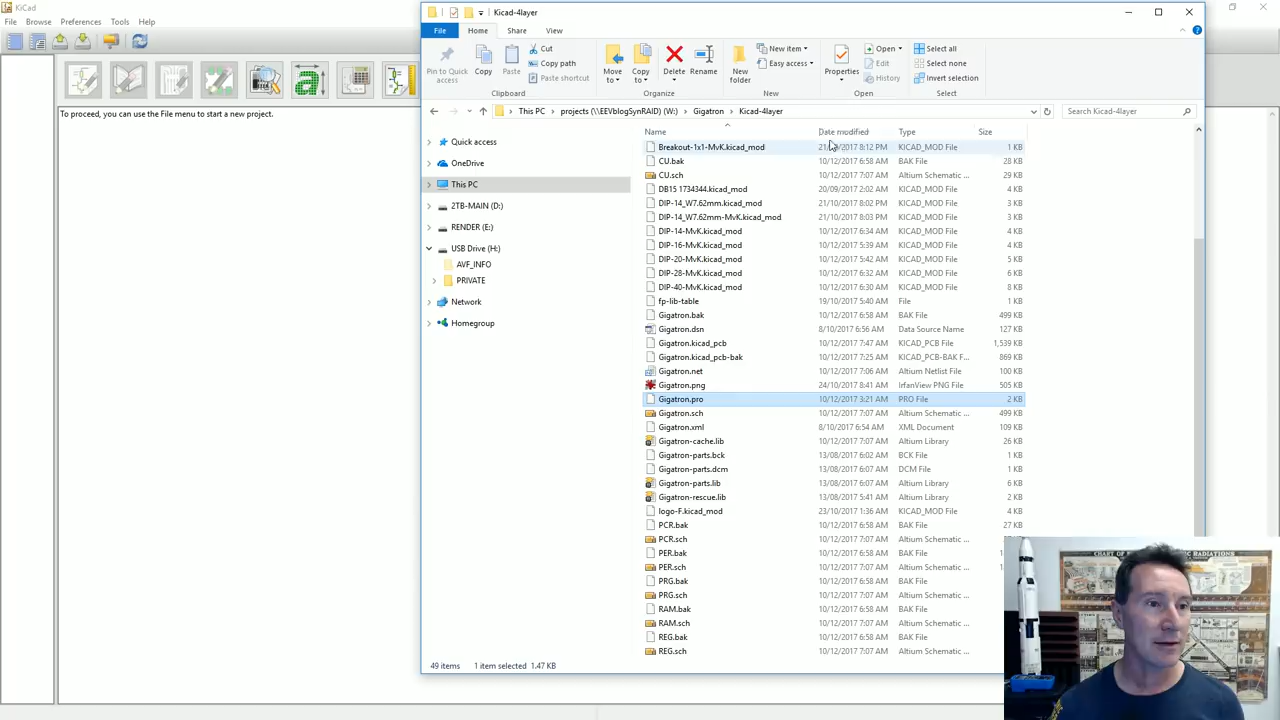 KiCad
File Browse Preferences Tools Help
To proceed, you can use the File menu to start a new project.
Kicad-4layer
File Home Share View
Pin to Quick access
Copy
Paste
Cut
Copy path
Paste shortcut
Clipboard
Move to
Copy to
Delete
Rename
Organize
New folder
New item
Easy access
New
Properties
Open
Edit
History
Open
Select all
Select none
Invert selection
Select
This PC projects (\\EEVblogSynRAID) (W:) Gigatron Kicad-4layer
Search Kicad-4layer
Quick access
OneDrive
This PC
2TB-MAIN (D:)
RENDER (E:)
USB Drive (H:)
AVF_INFO
PRIVATE
Network
Homegroup
Name Date modified Type Size
Breakout-1x1-MvK.kicad_mod 2017 8:12 PM KICAD_MOD File 1 KB
CU.bak 10/12/2017 6:58 AM BAK File 28 KB
CU.sch 10/12/2017 7:07 AM Altium Schematic ... 29 KB
DB15 1734344.kicad_mod 20/09/2017 2:02 AM KICAD_MOD File 4 KB
DIP-14_W7.62mm.kicad_mod 21/10/2017 8:02 PM KICAD_MOD File 3 KB
DIP-14_W7.62mm-MvK.kicad_mod 21/10/2017 8:03 PM KICAD_MOD File 3 KB
DIP-14-MvK.kicad_mod 10/12/2017 6:34 AM KICAD_MOD File 4 KB
DIP-16-MvK.kicad_mod 10/12/2017 5:39 AM KICAD_MOD File 4 KB
DIP-20-MvK.kicad_mod 10/12/2017 5:42 AM KICAD_MOD File 5 KB
DIP-28-MvK.kicad_mod 10/12/2017 6:32 AM KICAD_MOD File 6 KB
DIP-40-MvK.kicad_mod 10/12/2017 6:30 AM KICAD_MOD File 8 KB
fp-lib-table 19/10/2017 5:40 AM File 1 KB
Gigatron.bak 10/12/2017 6:58 AM BAK File 499 KB
Gigatron.dsn 8/10/2017 6:56 AM Data Source Name 127 KB
Gigatron.kicad_pcb 10/12/2017 7:47 AM KICAD_PCB File 1,539 KB
Gigatron.kicad_pcb-bak 10/12/2017 7:25 AM KICAD_PCB-BAK F... 869 KB
Gigatron.net 10/12/2017 7:06 AM Altium Netlist File 100 KB
Gigatron.png 24/10/2017 8:41 AM IrfanView PNG File 505 KB
Gigatron.pro 10/12/2017 3:21 AM PRO File 2 KB
Gigatron.sch 10/12/2017 7:07 AM Altium Schematic ... 499 KB
Gigatron.xml 8/10/2017 6:54 AM XML Document 109 KB
Gigatron-cache.lib 10/12/2017 7:07 AM Altium Library 26 KB
Gigatron-parts.bck 13/08/2017 6:02 AM BCK File 1 KB
Gigatron-parts.dcm 13/08/2017 6:02 AM DCM File 1 KB
Gigatron-parts.lib 13/08/2017 6:02 AM Altium Library 6 KB
Gigatron-rescue.lib 13/08/2017 5:41 AM Altium Library 2 KB
logo-F.kicad_mod 23/10/2017 1:36 AM KICAD_MOD File 4 KB
PCR.bak 10/12/2017 6:58 AM BAK File 27 KB
PCR.sch 10/12/2017 7:07 AM Altium Schematic ...
PER.bak 10/12/2017 6:58 AM BAK File
PER.sch 10/12/2017 7:07 AM Altium Schematic ...
PRG.bak 10/12/2017 6:58 AM BAK File
PRG.sch 10/12/2017 7:07 AM Altium Schematic ...
RAM.bak 10/12/2017 6:58 AM BAK File
RAM.sch 10/12/2017 7:07 AM Altium Schematic ...
REG.bak 10/12/2017 6:58 AM BAK File
REG.sch 10/12/2017 7:07 AM Altium Schematic ...
49 items 1 item selected 1.47 KB